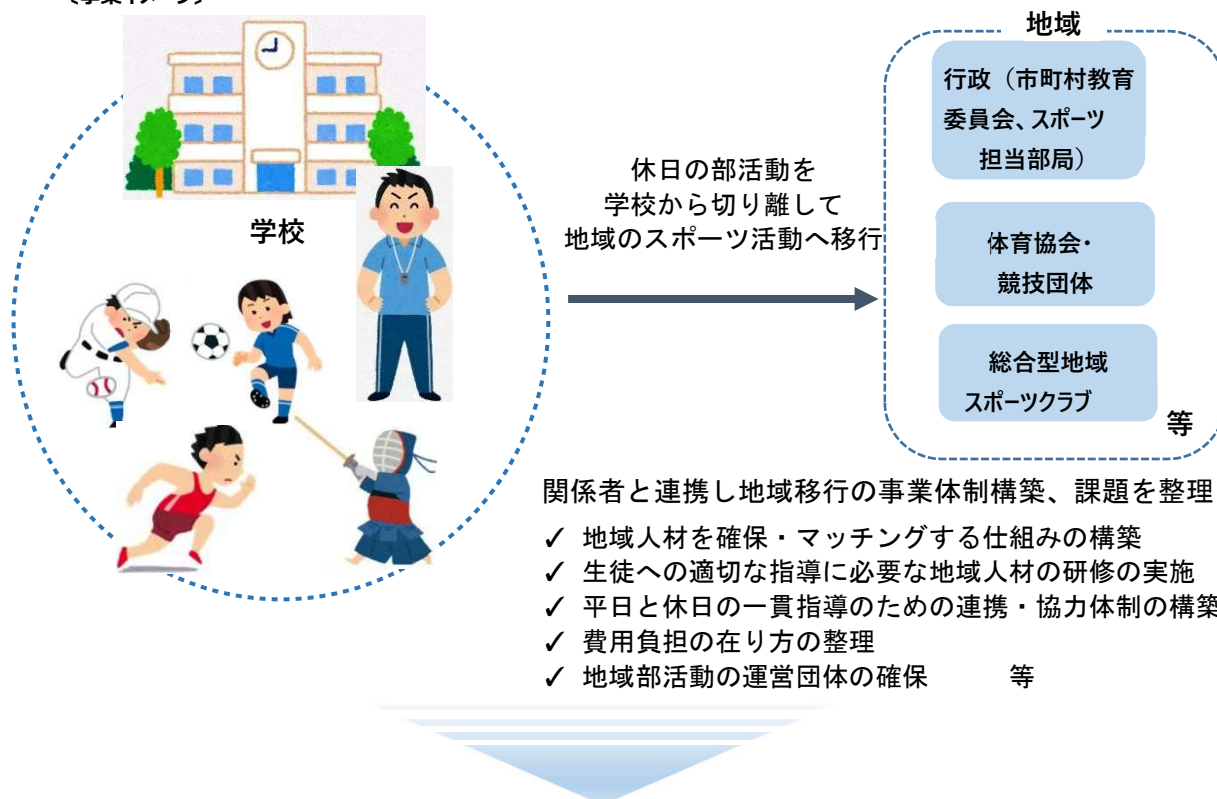 学校
休日の部活動を
学校から切り離して
地域のスポーツ活動へ移行
地域
行政（市町村教育
委員会、スポーツ
担当部局）
体育協会・
競技団体
総合型地域
スポーツクラブ
等
関係者と連携し地域移行の事業体制構築、課題を整理
✓ 地域人材を確保・マッチングする仕組みの構築
✓ 生徒への適切な指導に必要な地域人材の研修の実施
✓ 平日と休日の一貫指導のための連携・協力体制の構築
✓ 費用負担の在り方の整理
✓ 地域部活動の運営団体の確保　　　等